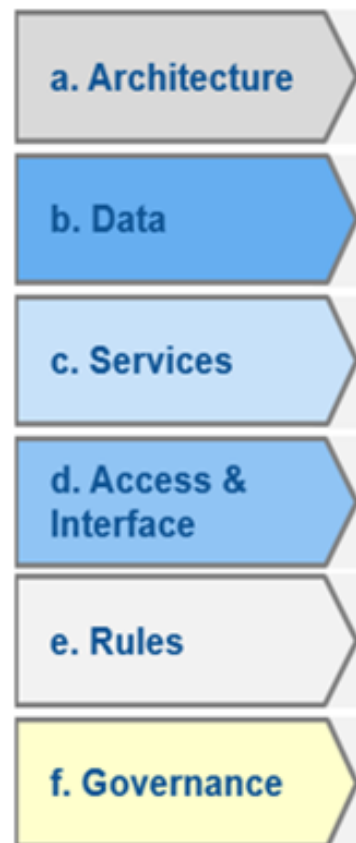 a. Architecture
b. Data
c. Services
d. Access &
Interface
e. Rules
f. Governance